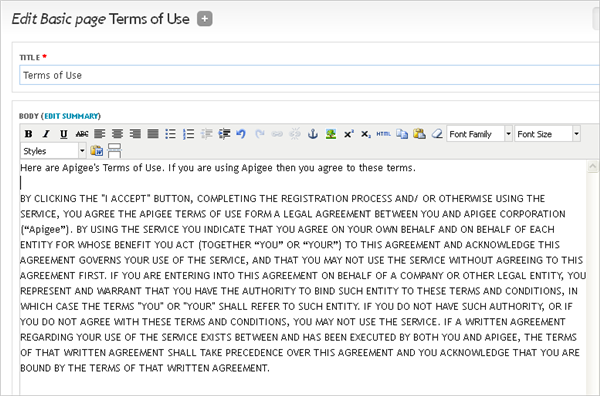 Edit Basic page Terms of Use
TITLE *
Terms of Use
BODY (EDIT SUMMARY)
B I U ABC HTML Font Family Font Size
Styles
Here are Apigee's Terms of Use. If you are using Apigee then you agree to these terms.
BY CLICKING THE "I ACCEPT" BUTTON, COMPLETING THE REGISTRATION PROCESS AND/ OR OTHERWISE USING THE
SERVICE, YOU AGREE THE APIGEE TERMS OF USE FORM A LEGAL AGREEMENT BETWEEN YOU AND APIGEE CORPORATION
(“Apigee”). BY USING THE SERVICE YOU INDICATE THAT YOU AGREE ON YOUR OWN BEHALF AND ON BEHALF OF EACH
ENTITY FOR WHOSE BENEFIT YOU ACT (TOGETHER “YOU” OR “YOUR”) TO THIS AGREEMENT AND ACKNOWLEDGE THIS
AGREEMENT GOVERNS YOUR USE OF THE SERVICE, AND THAT YOU MAY NOT USE THE SERVICE WITHOUT AGREEING TO THIS
AGREEMENT FIRST. IF YOU ARE ENTERING INTO THIS AGREEMENT ON BEHALF OF A COMPANY OR OTHER LEGAL ENTITY, YOU
REPRESENT AND WARRANT THAT YOU HAVE THE AUTHORITY TO BIND SUCH ENTITY TO THESE TERMS AND CONDITIONS, IN
WHICH CASE THE TERMS "YOU" OR "YOUR" SHALL REFER TO SUCH ENTITY. IF YOU DO NOT HAVE SUCH AUTHORITY, OR IF
YOU DO NOT AGREE WITH THESE TERMS AND CONDITIONS, YOU MAY NOT USE THE SERVICE. IF A WRITTEN AGREEMENT
REGARDING YOUR USE OF THE SERVICE EXISTS BETWEEN AND HAS BEEN EXECUTED BY BOTH YOU AND APIGEE, THE TERMS
OF THAT WRITTEN AGREEMENT SHALL TAKE PRECEDENCE OVER THIS AGREEMENT AND YOU ACKNOWLEDGE THAT YOU ARE
BOUND BY THE TERMS OF THAT WRITTEN AGREEMENT.